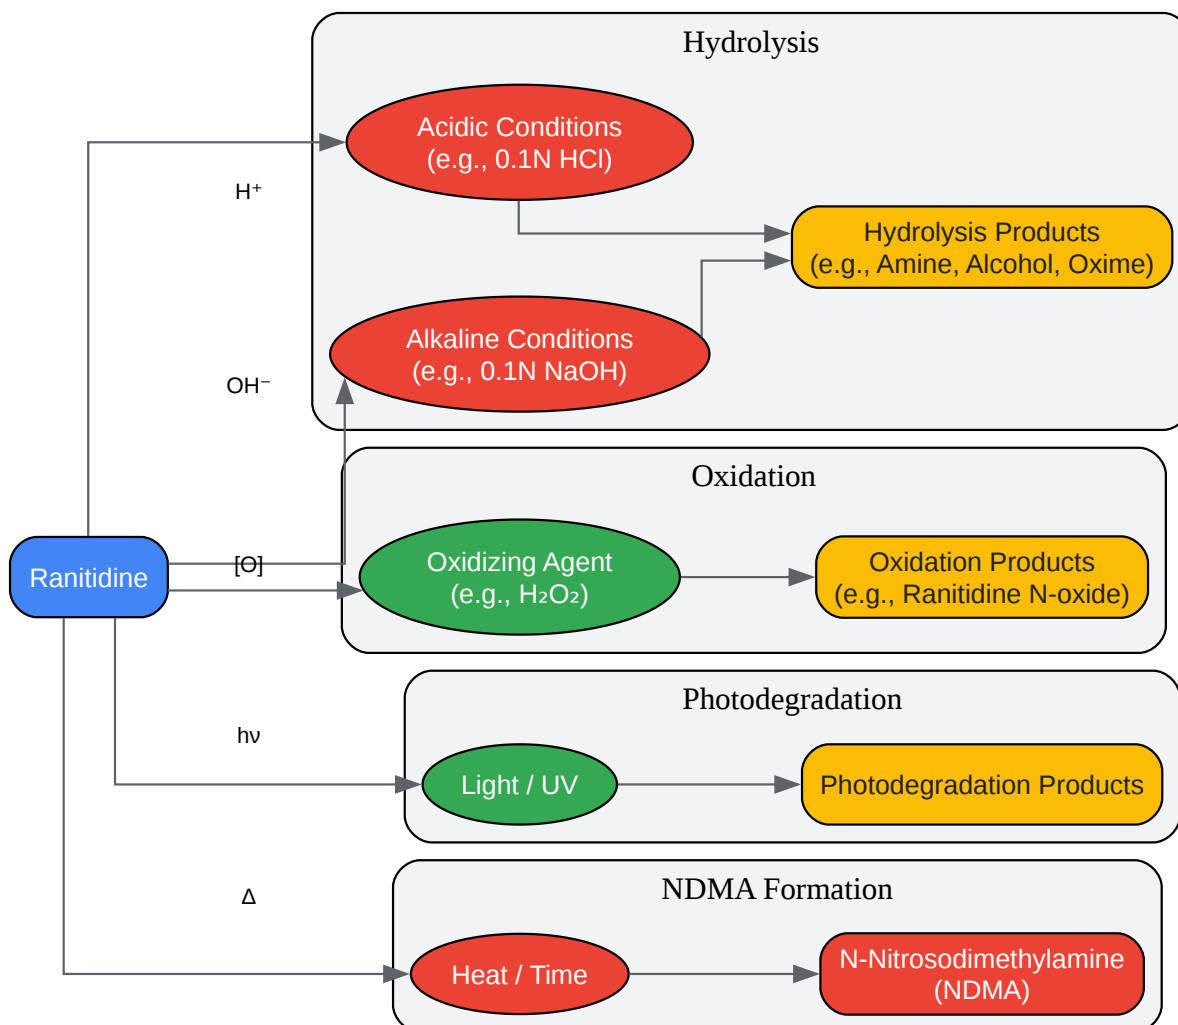 Hydrolysis
Acidic Conditions
(e.g., 0.1N HCl)
H⁺
Hydrolysis Products
(e.g., Amine, Alcohol, Oxime)
Alkaline Conditions
(e.g., 0.1N NaOH)
OH⁻
Oxidation
Ranitidine
[O]
Oxidizing Agent
(e.g., H₂O₂)
Oxidation Products
(e.g., Ranitidine N-oxide)
Photodegradation
hν
Light / UV
Photodegradation Products
NDMA Formation
Δ
Heat / Time
N-Nitrosodimethylamine
(NDMA)